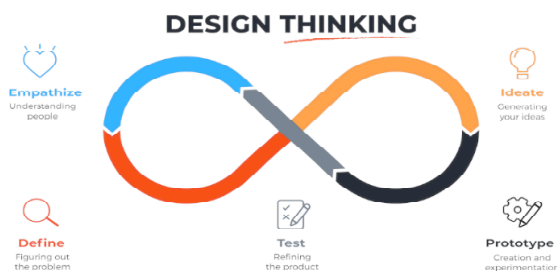 DESIGN THINKING
Empathize
Understanding
people
Ideate
Generating
your ideas
Define
Figuring out
the problem
Test
Refining
the product
Prototype
Creation and
experimentation